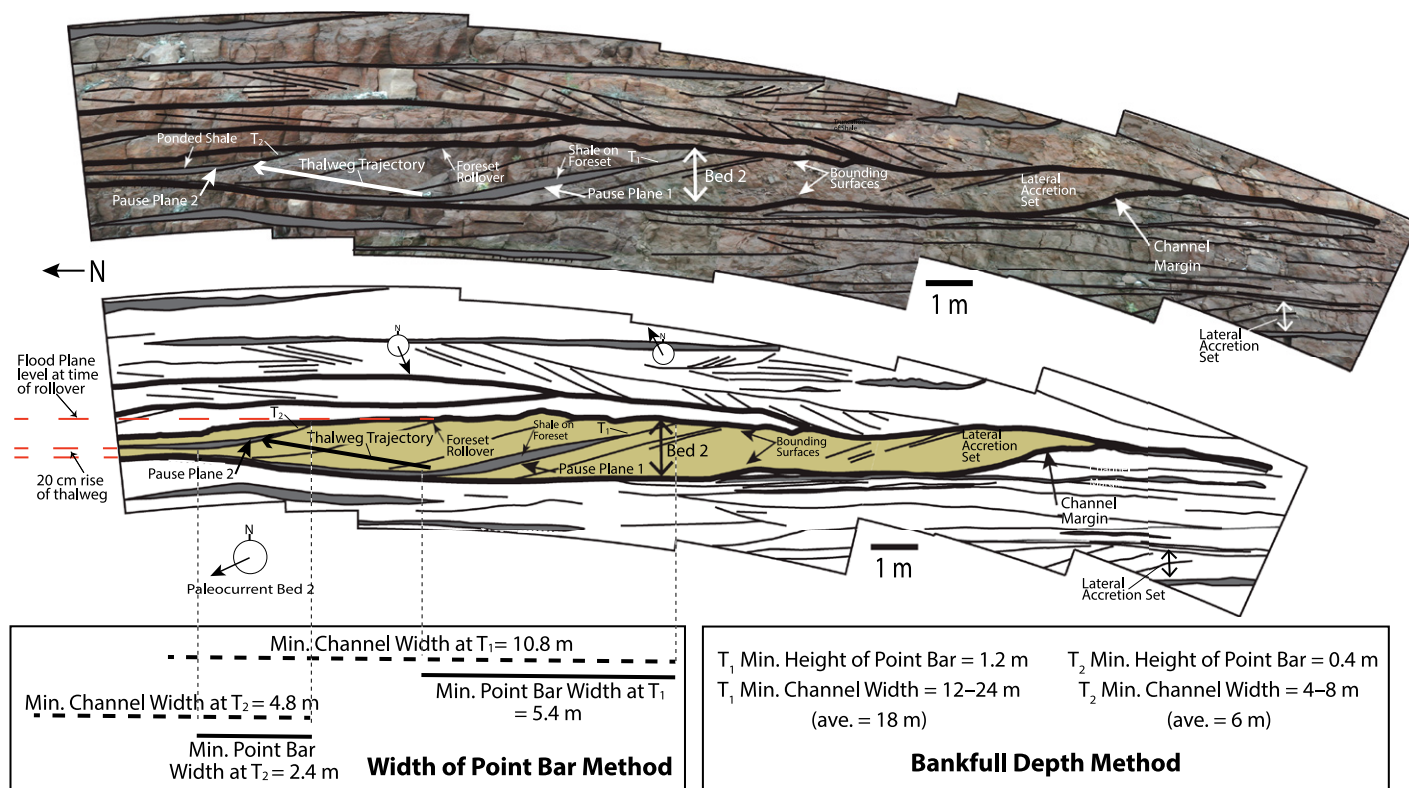 Ponded Shale
T2
Thalweg Trajectory
Pause Plane 2
Foreset
Rollover
Shale on
Foreset
T1
Pause Plane 1
Bed 2
Bounding
Surfaces
Lateral
Accretion
Set
Channel
Margin
N
1 m
Lateral
Accretion
Set
N
N
Flood Plane
level at time
of rollover
T2
Thalweg Trajectory
Foreset
Rollover
Shale on
Foreset
T1
Bed 2
Bounding
Surfaces
Lateral
Accretion
Set
Pause Plane 2
Pause Plane 1
20 cm rise
of thalweg
Channel
Margin
N
Paleocurrent Bed 2
1 m
Lateral
Accretion Set
Min. Channel Width at T1 = 10.8 m
Min. Point Bar Width at T1
= 5.4 m
Min. Channel Width at T2 = 4.8 m
Min. Point Bar
Width at T2 = 2.4 m
Width of Point Bar Method
T1 Min. Height of Point Bar = 1.2 m
T1 Min. Channel Width = 12–24 m
(ave. = 18 m)
T2 Min. Height of Point Bar = 0.4 m
T2 Min. Channel Width = 4–8 m
(ave. = 6 m)
Bankfull Depth Method